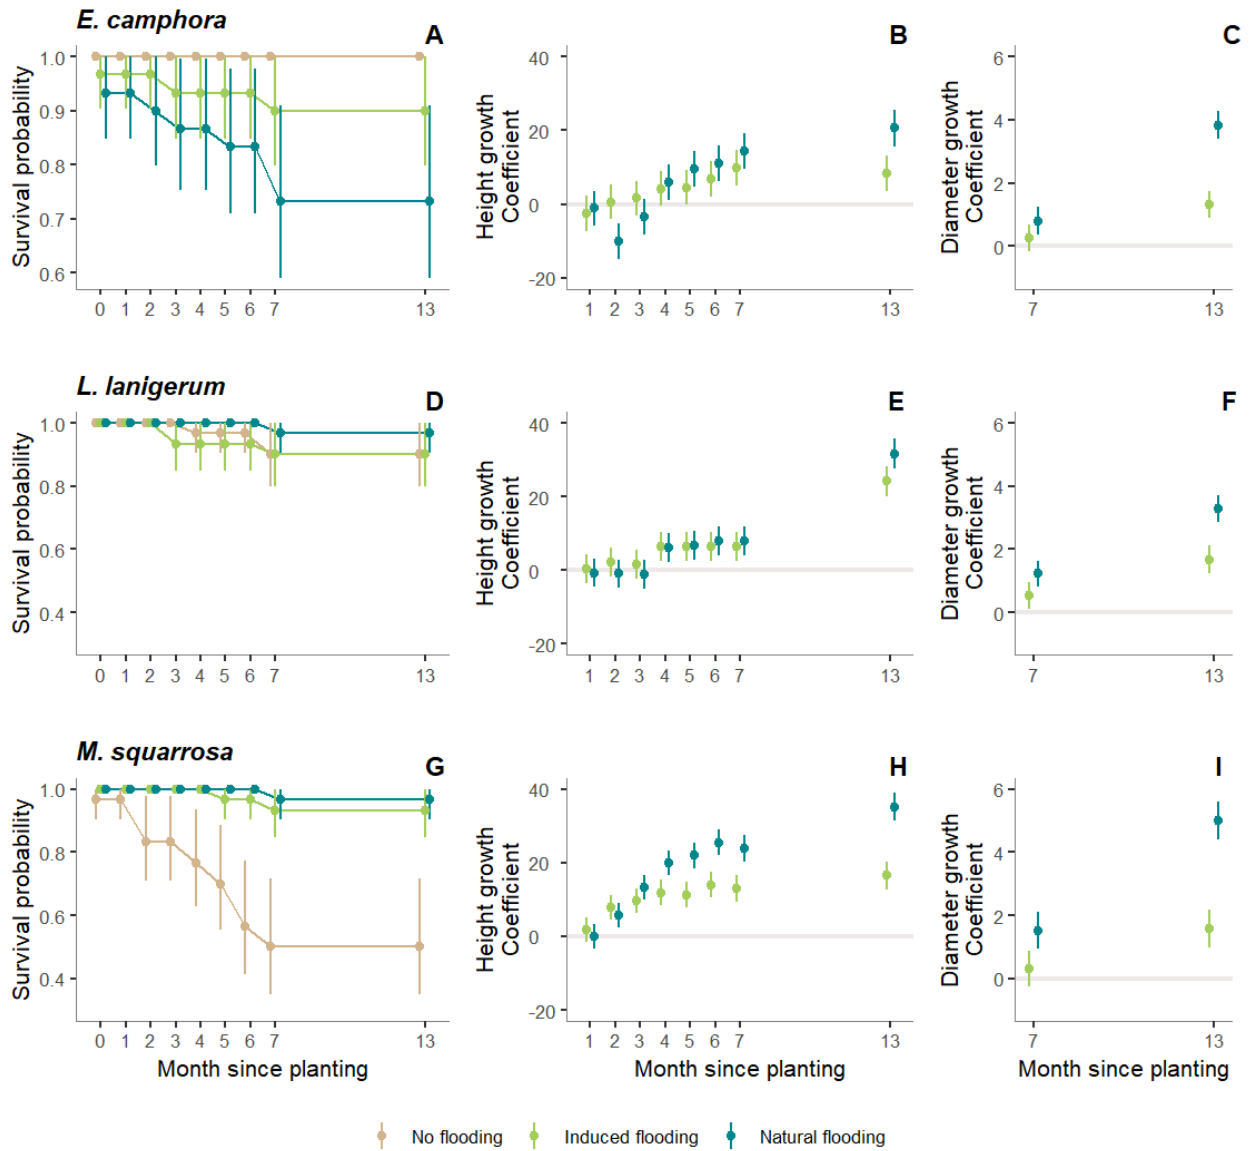 E. camphora
A
B
C
Survival probability
1.0
0.9
0.8
0.7
0.6
0 1 2 3 4 5 6 7 13
Height growth
Coefficient
40
20
0
-20
1 2 3 4 5 6 7 13
Diameter growth
Coefficient
6
4
2
0
7 13
L. lanigerum
D
E
F
Survival probability
1.0
0.8
0.6
0.4
0 1 2 3 4 5 6 7 13
Height growth
Coefficient
40
20
0
-20
1 2 3 4 5 6 7 13
Diameter growth
Coefficient
6
4
2
0
7 13
M. squarrosa
G
H
I
Survival probability
1.0
0.8
0.6
0.4
0 1 2 3 4 5 6 7 13
Month since planting
Height growth
Coefficient
40
20
0
-20
1 2 3 4 5 6 7 13
Month since planting
Diameter growth
Coefficient
6
4
2
0
7 13
Month since planting
No flooding Induced flooding Natural flooding